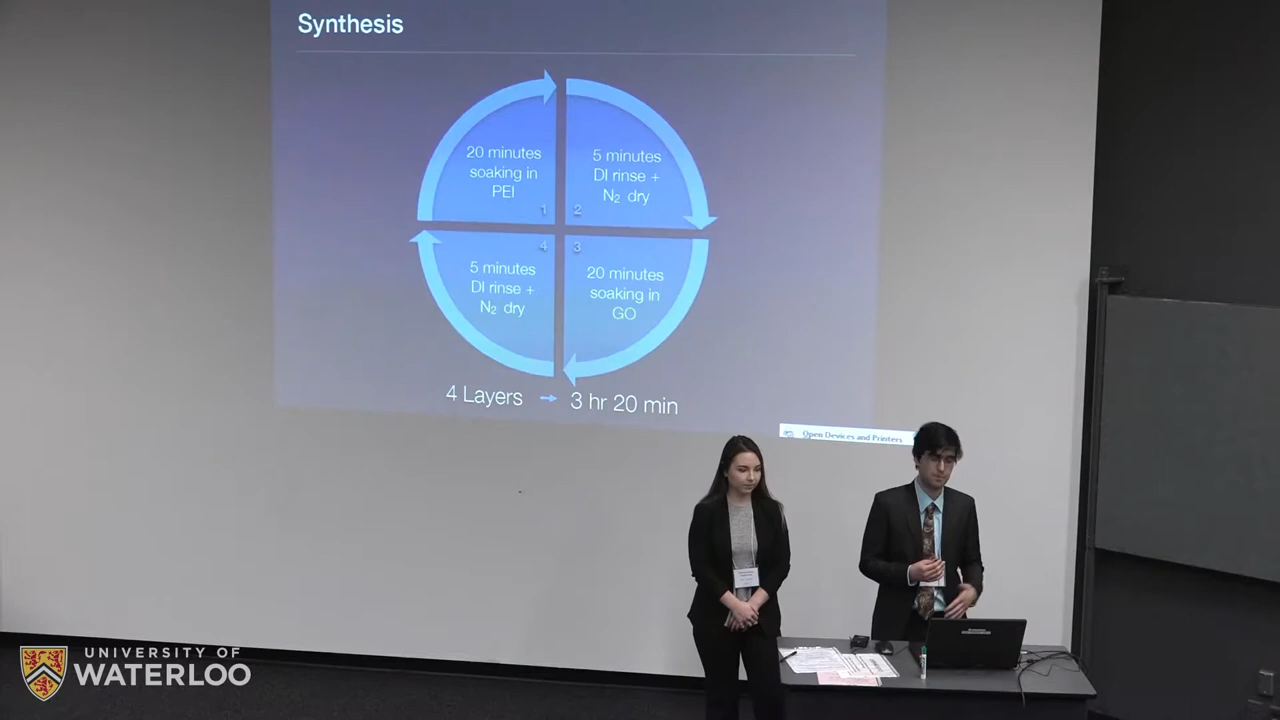 Synthesis
20 minutes
soaking in
PEI
1
5 minutes
DI rinse +
N₂ dry
2
4
5 minutes
DI rinse +
N₂ dry
3
20 minutes
soaking in
GO
4 Layers → 3 hr 20 min
Open Devices and Printers
UNIVERSITY OF
WATERLOO